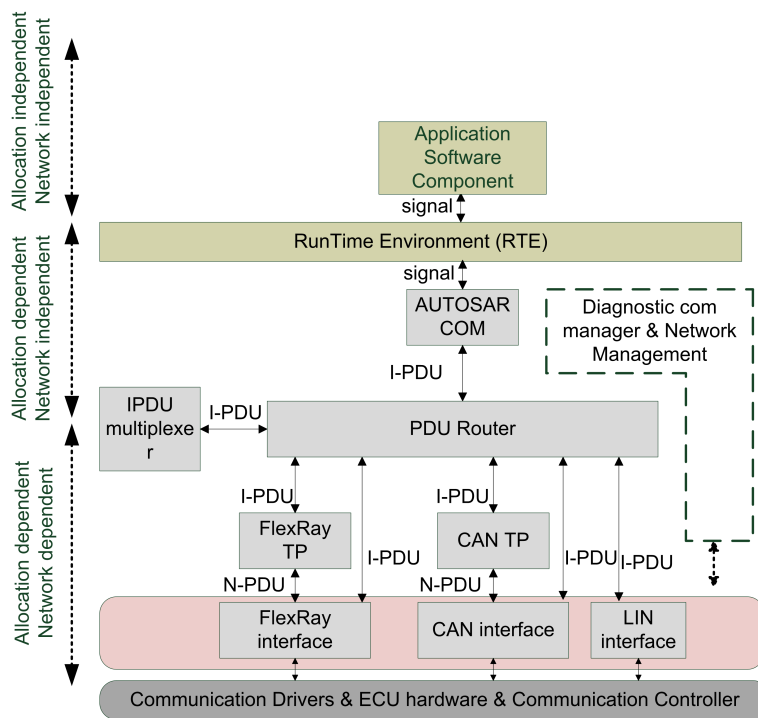 Allocation independent
Network independent
Application
Software
Component
signal
RunTime Environment (RTE)
signal
Allocation dependent
Network independent
AUTOSAR
COM
Diagnostic com
manager & Network
Management
I-PDU
IPDU
multiplexe
r
I-PDU
PDU Router
Allocation dependent
Network dependent
I-PDU
I-PDU
FlexRay
TP
CAN TP
I-PDU
I-PDU
I-PDU
N-PDU
N-PDU
FlexRay
interface
CAN interface
LIN
interface
Communication Drivers & ECU hardware & Communication Controller